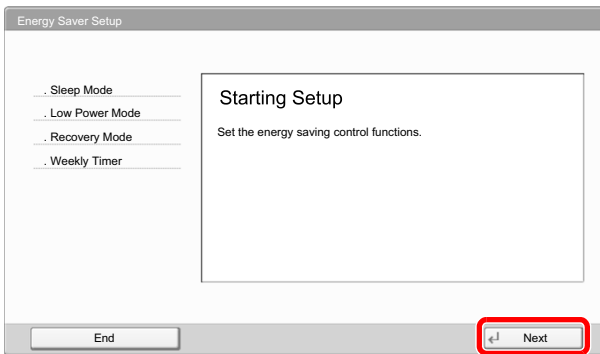 Energy Saver Setup
. Sleep Mode
. Low Power Mode
. Recovery Mode
. Weekly Timer
Starting Setup
Set the energy saving control functions.
End
Next